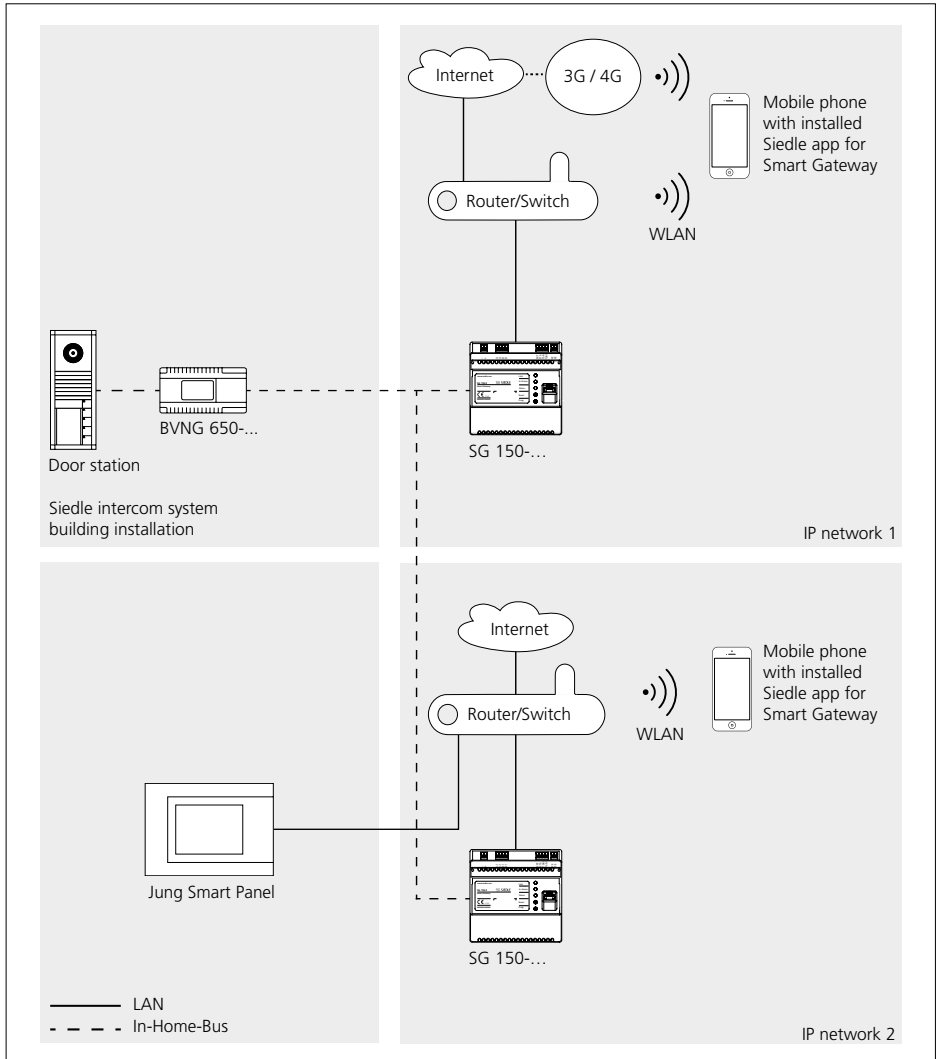 Internet
3G / 4G
Mobile phone
with installed
Siedle app for
Smart Gateway
Router/Switch
WLAN
BVNG 650-...
SG 150-...
Door station
Siedle intercom system
building installation
IP network 1
Internet
Mobile phone
with installed
Siedle app for
Smart Gateway
Router/Switch
WLAN
Jung Smart Panel
SG 150-...
LAN
In-Home-Bus
IP network 2